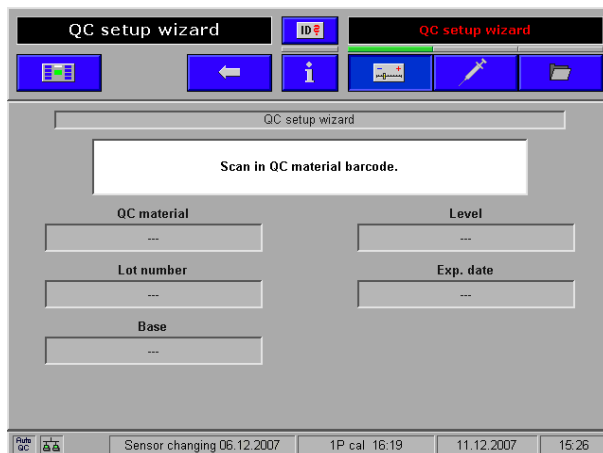 QC setup wizard
ID?
QC setup wizard
i
- +
QC setup wizard
Scan in QC material barcode.
QC material
Level
---
---
Lot number
Exp. date
---
---
Base
---
Auto
QC
Sensor changing 06.12.2007
1P cal 16:19
11.12.2007
15:26